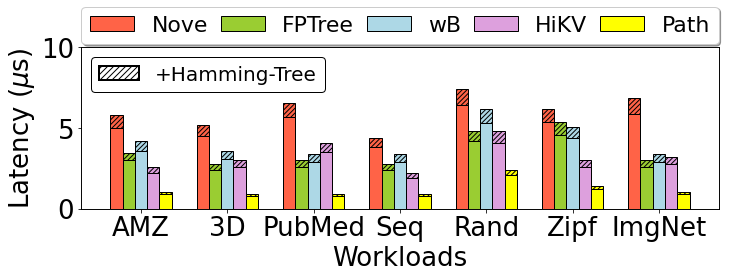 Nove FPTree wB HiKV Path
+Hamming-Tree
Latency (μs)
10
5
0
AMZ 3D PubMed Seq Rand Zipf ImgNet
Workloads